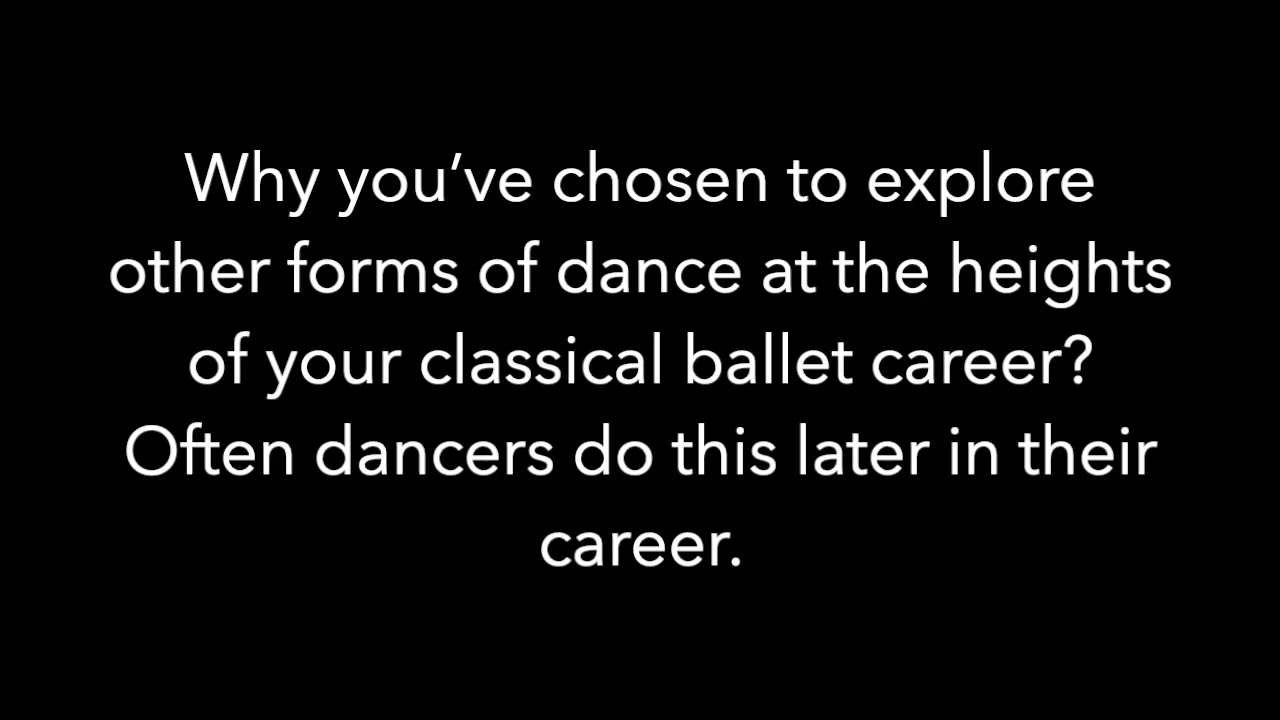 Why you’ve chosen to explore
other forms of dance at the heights
of your classical ballet career?
Often dancers do this later in their
career.